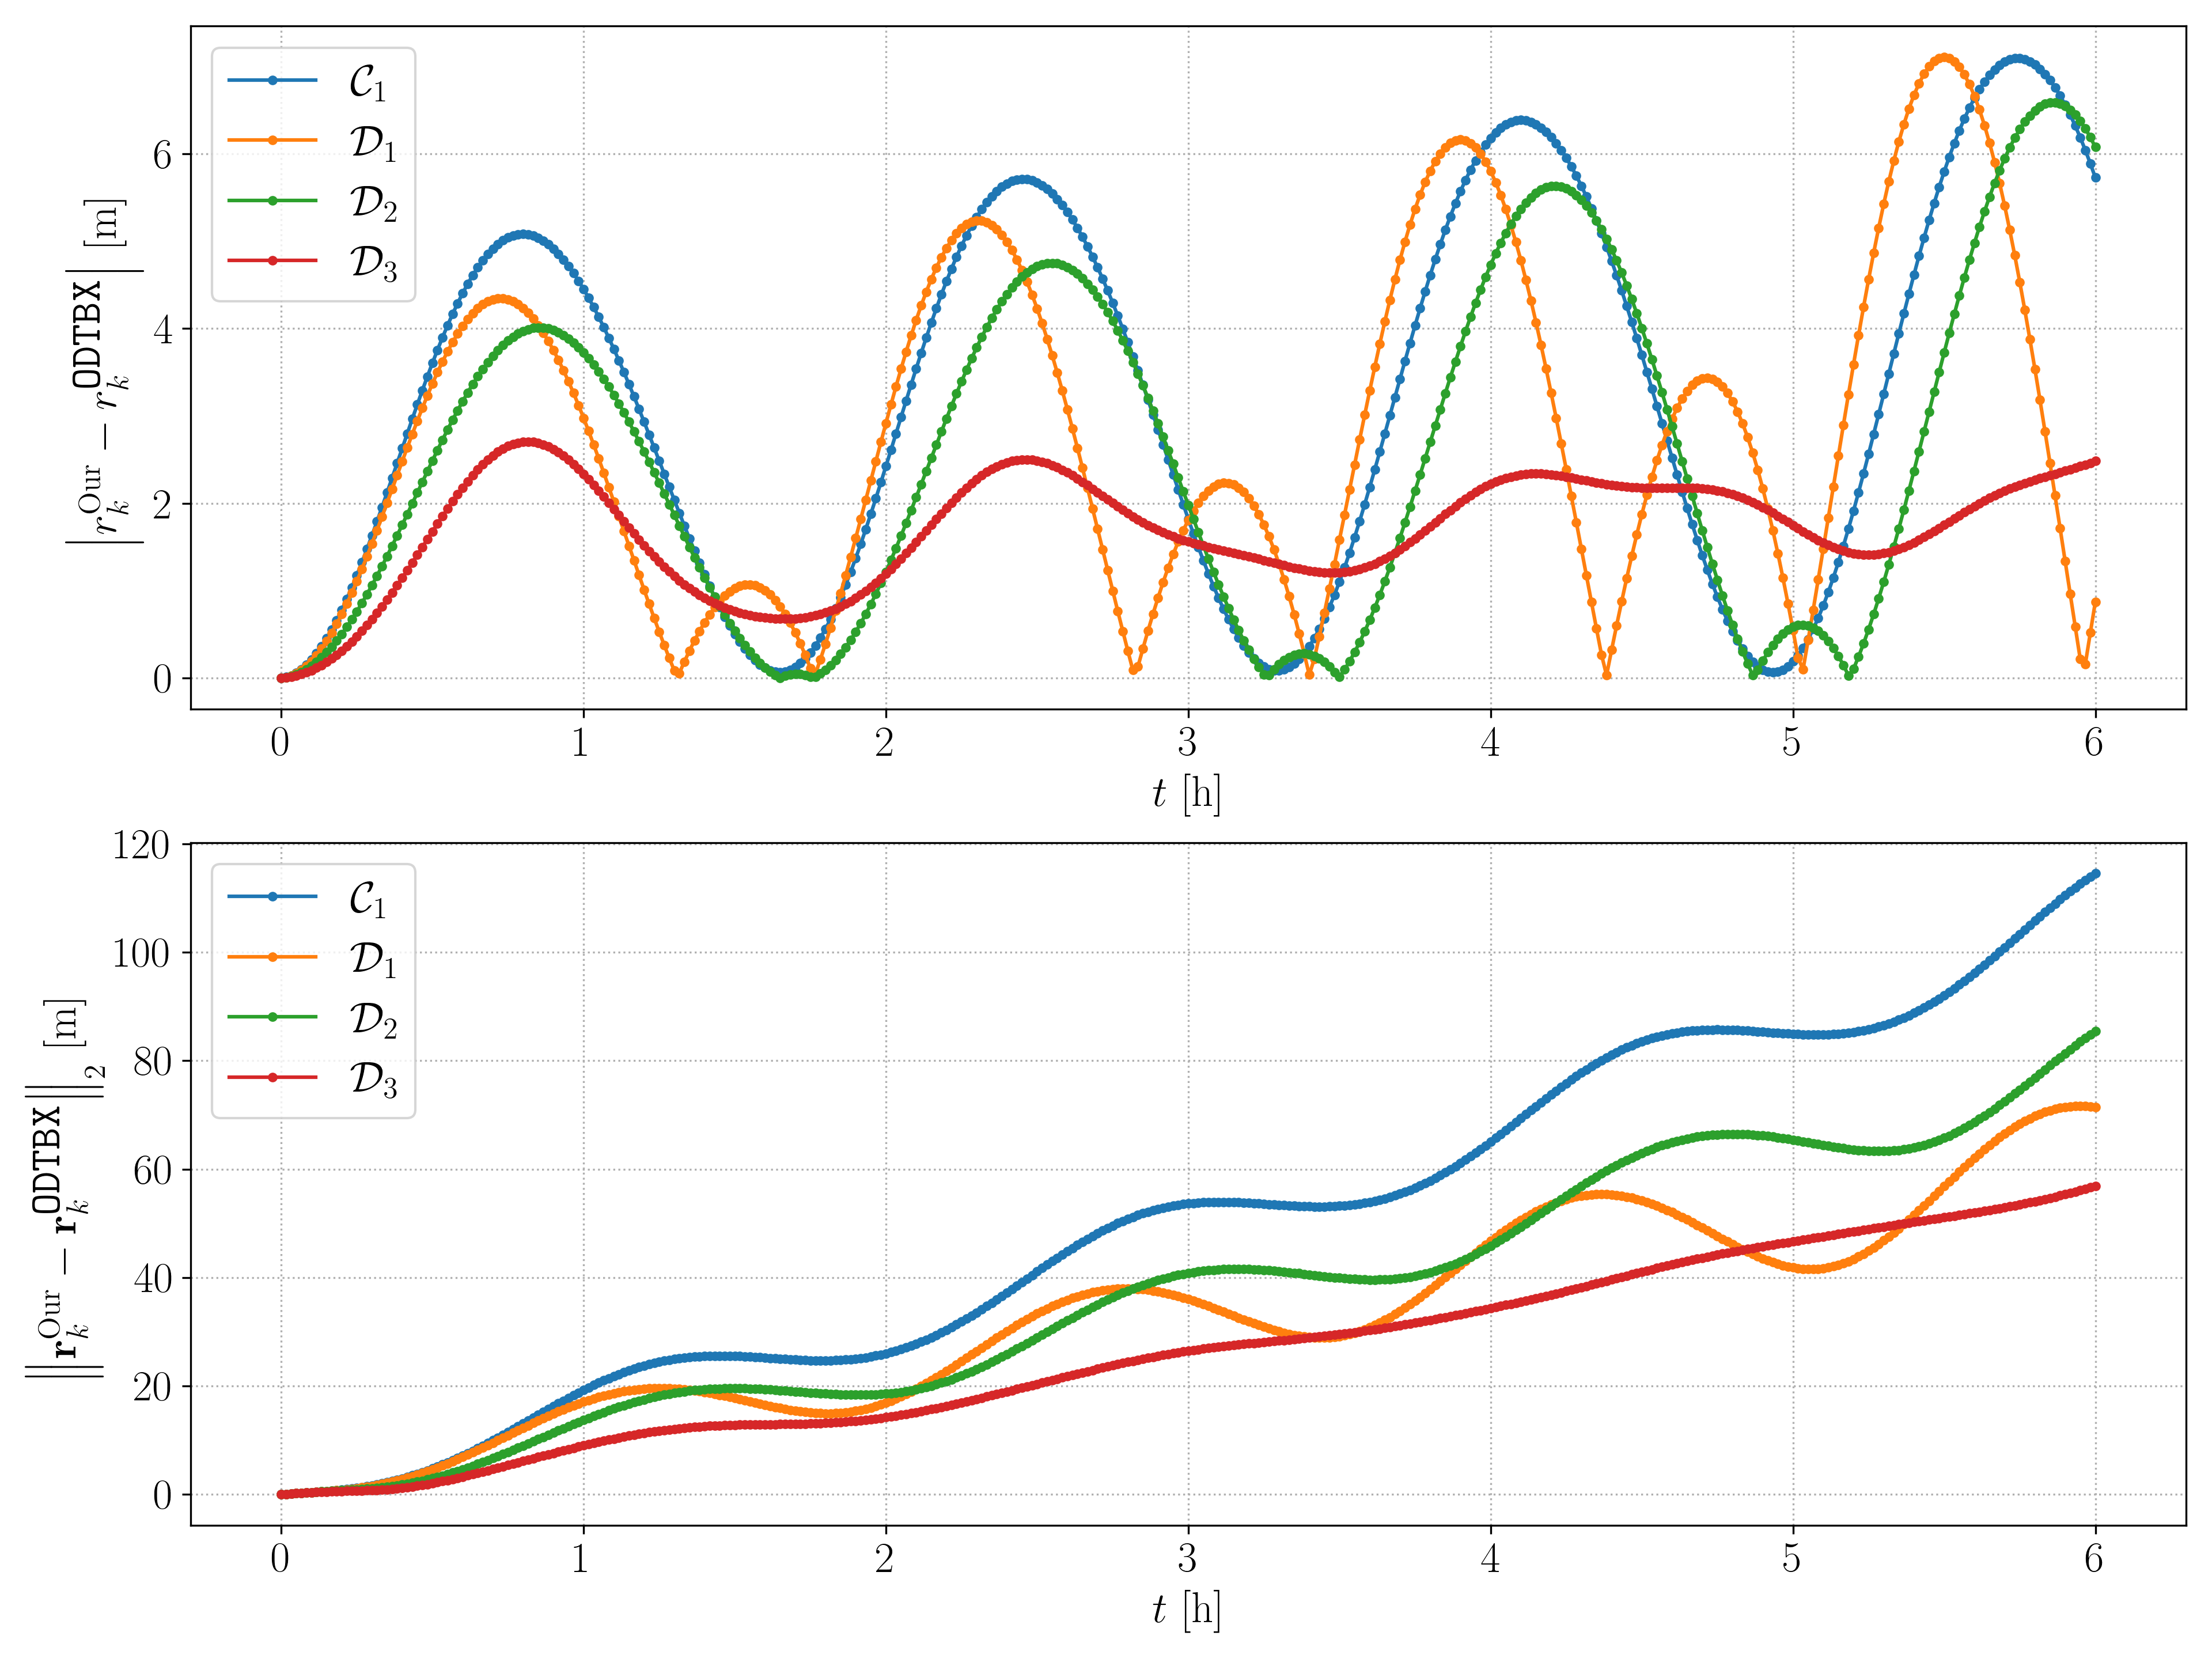 |r_k^Our − r_k^ODTBX| [m]
6
4
2
0
C₁
D₁
D₂
D₃
0 1 2 3 4 5 6
t [h]
‖r_k^Our − r_k^ODTBX‖₂ [m]
120
100
80
60
40
20
0
C₁
D₁
D₂
D₃
0 1 2 3 4 5 6
t [h]